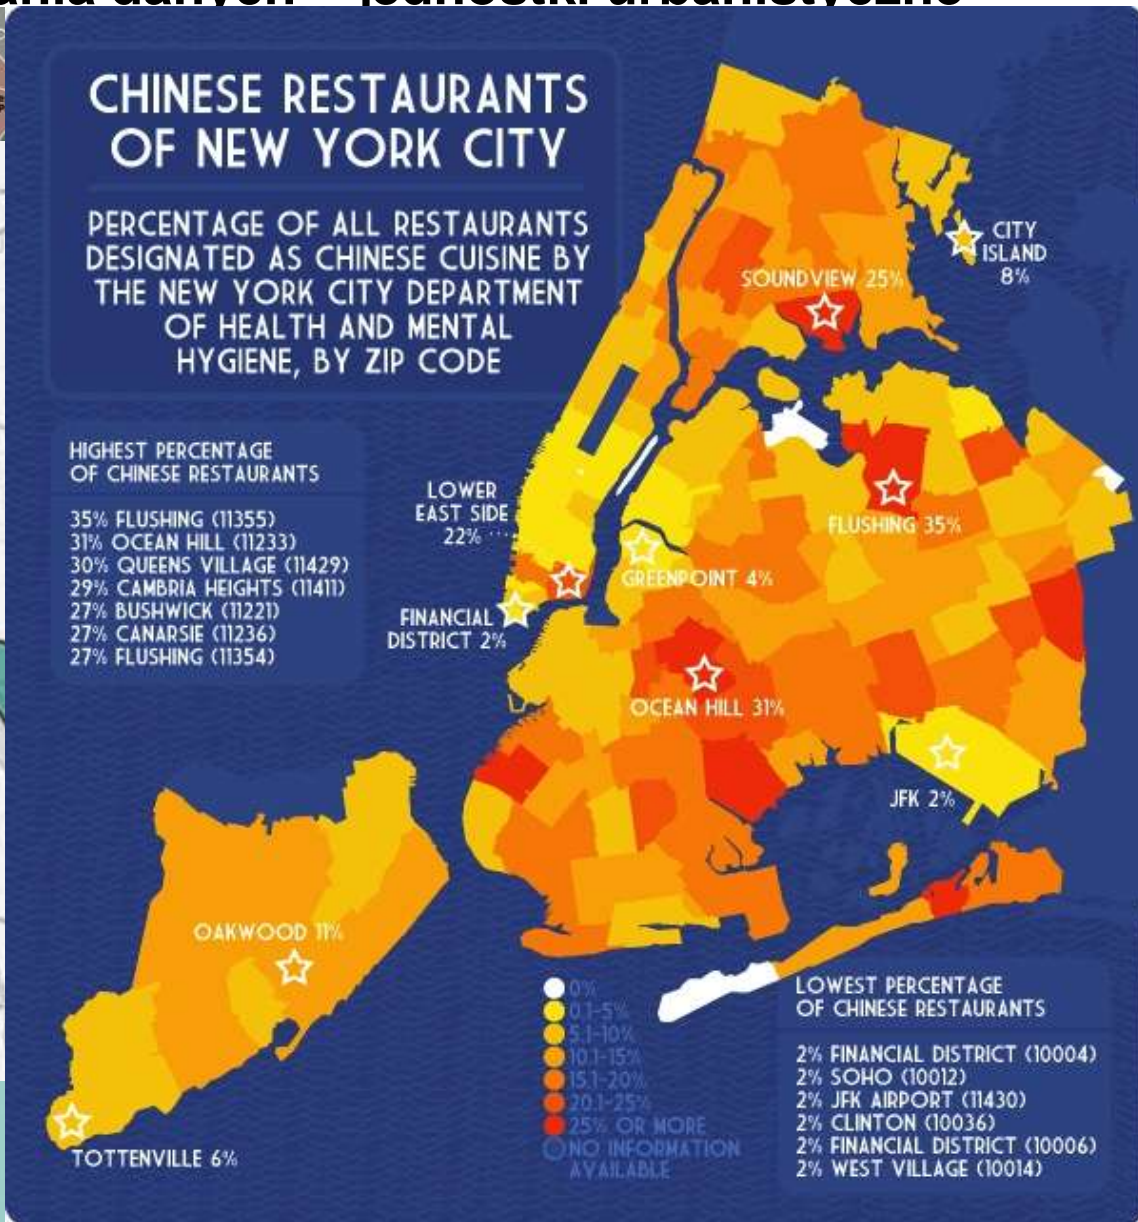 jednostki urbanistyczne
CHINESE RESTAURANTS
OF NEW YORK CITY
PERCENTAGE OF ALL RESTAURANTS
DESIGNATED AS CHINESE CUISINE BY
THE NEW YORK CITY DEPARTMENT
OF HEALTH AND MENTAL
HYGIENE, BY ZIP CODE
CITY
ISLAND
8%
SOUNDVIEW 25%
HIGHEST PERCENTAGE
OF CHINESE RESTAURANTS
35% FLUSHING (11355)
31% OCEAN HILL (11233)
30% QUEENS VILLAGE (11429)
29% CAMBRIA HEIGHTS (11411)
27% BUSHWICK (11221)
27% CANARSIE (11236)
27% FLUSHING (11354)
LOWER
EAST SIDE
22%
FLUSHING 35%
GREENPOINT 4%
FINANCIAL
DISTRICT 2%
OCEAN HILL 31%
JFK 2%
OAKWOOD 11%
TOTTENVILLE 6%
0%
0.1-5%
5.1-10%
10.1-15%
15.1-20%
20.1-25%
25% OR MORE
NO INFORMATION
AVAILABLE
LOWEST PERCENTAGE
OF CHINESE RESTAURANTS
2% FINANCIAL DISTRICT (10004)
2% SOHO (10012)
2% JFK AIRPORT (11430)
2% CLINTON (10036)
2% FINANCIAL DISTRICT (10006)
2% WEST VILLAGE (10014)